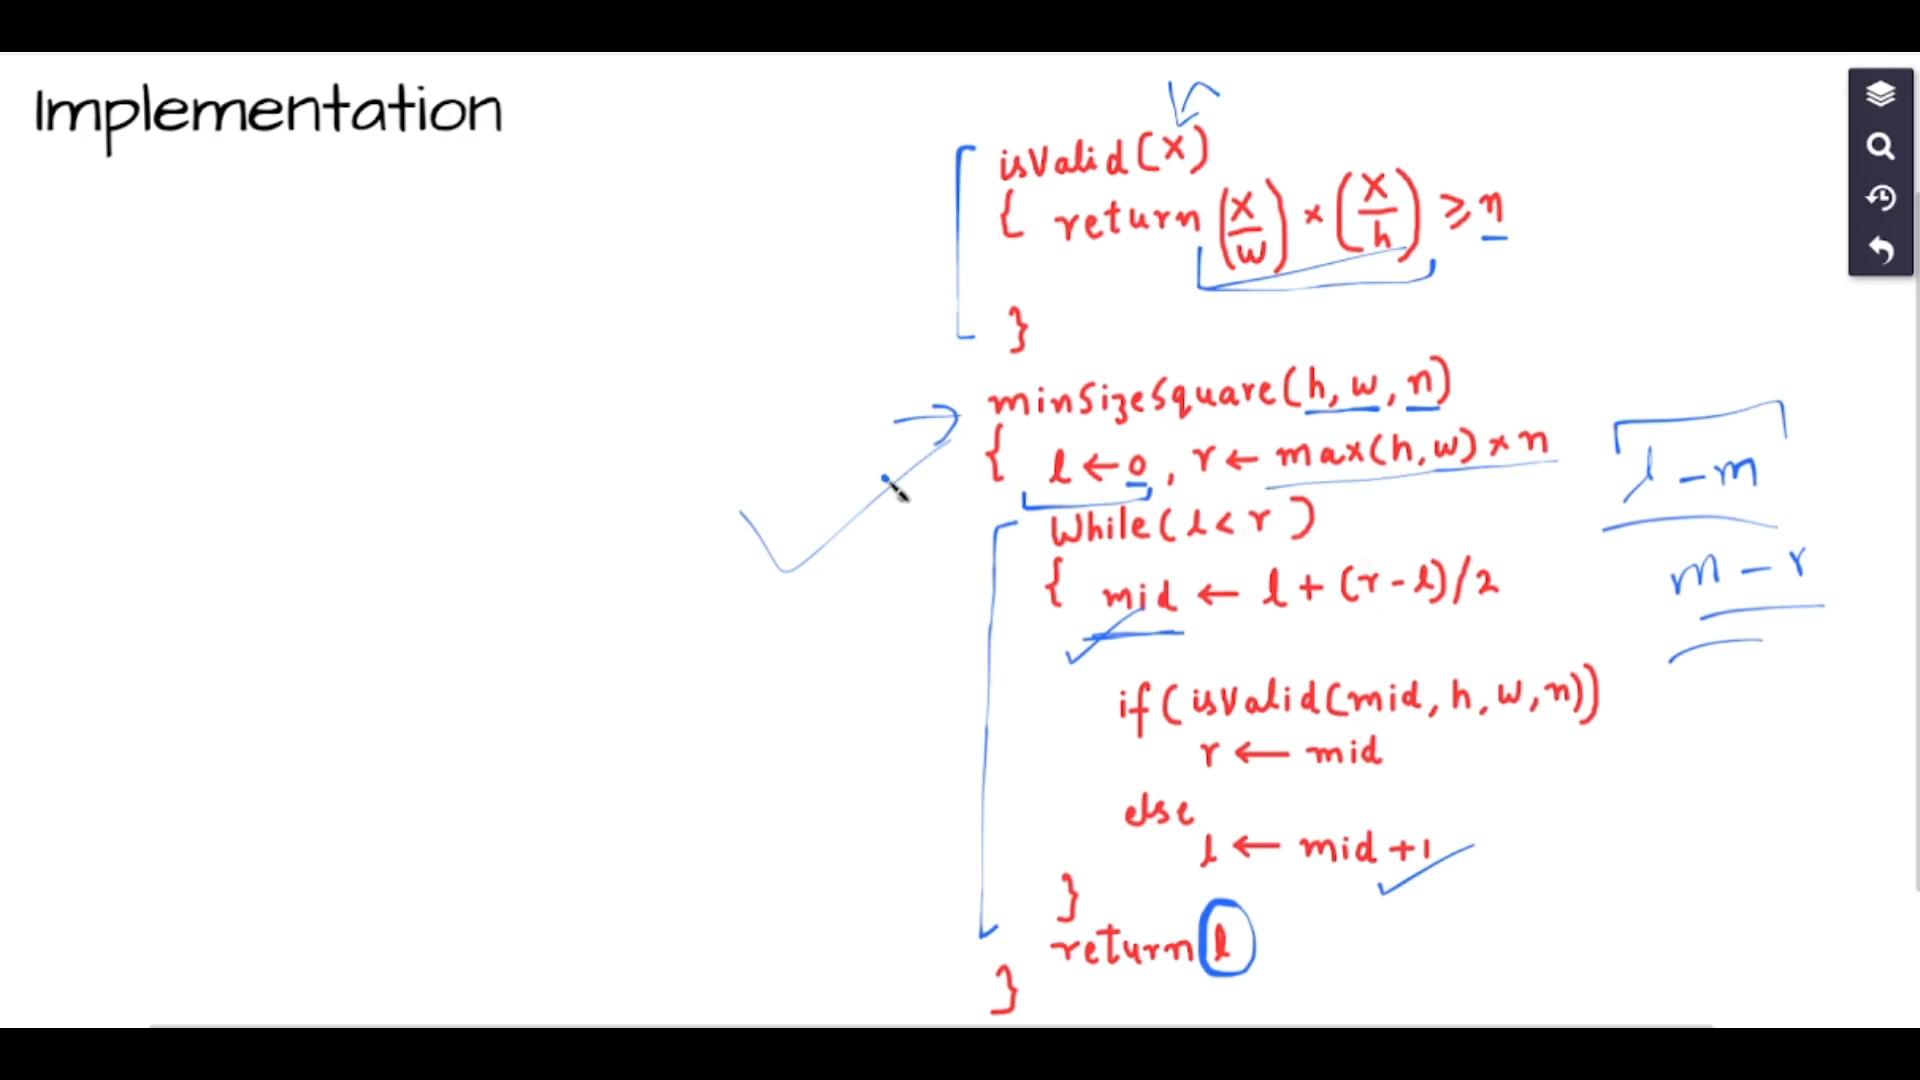 Implementation
isValid(x)
{ return (x/w) × (x/h) ⩾ n
}
minSizeSquare(h, w, n)
{ l ← 0, r ← max(h, w) × n
l - m
While(l < r)
m - r
{ mid ← l + (r - l)/2
if(isValid(mid, h, w, n))
r ← mid
else
l ← mid +1
}
return l
}